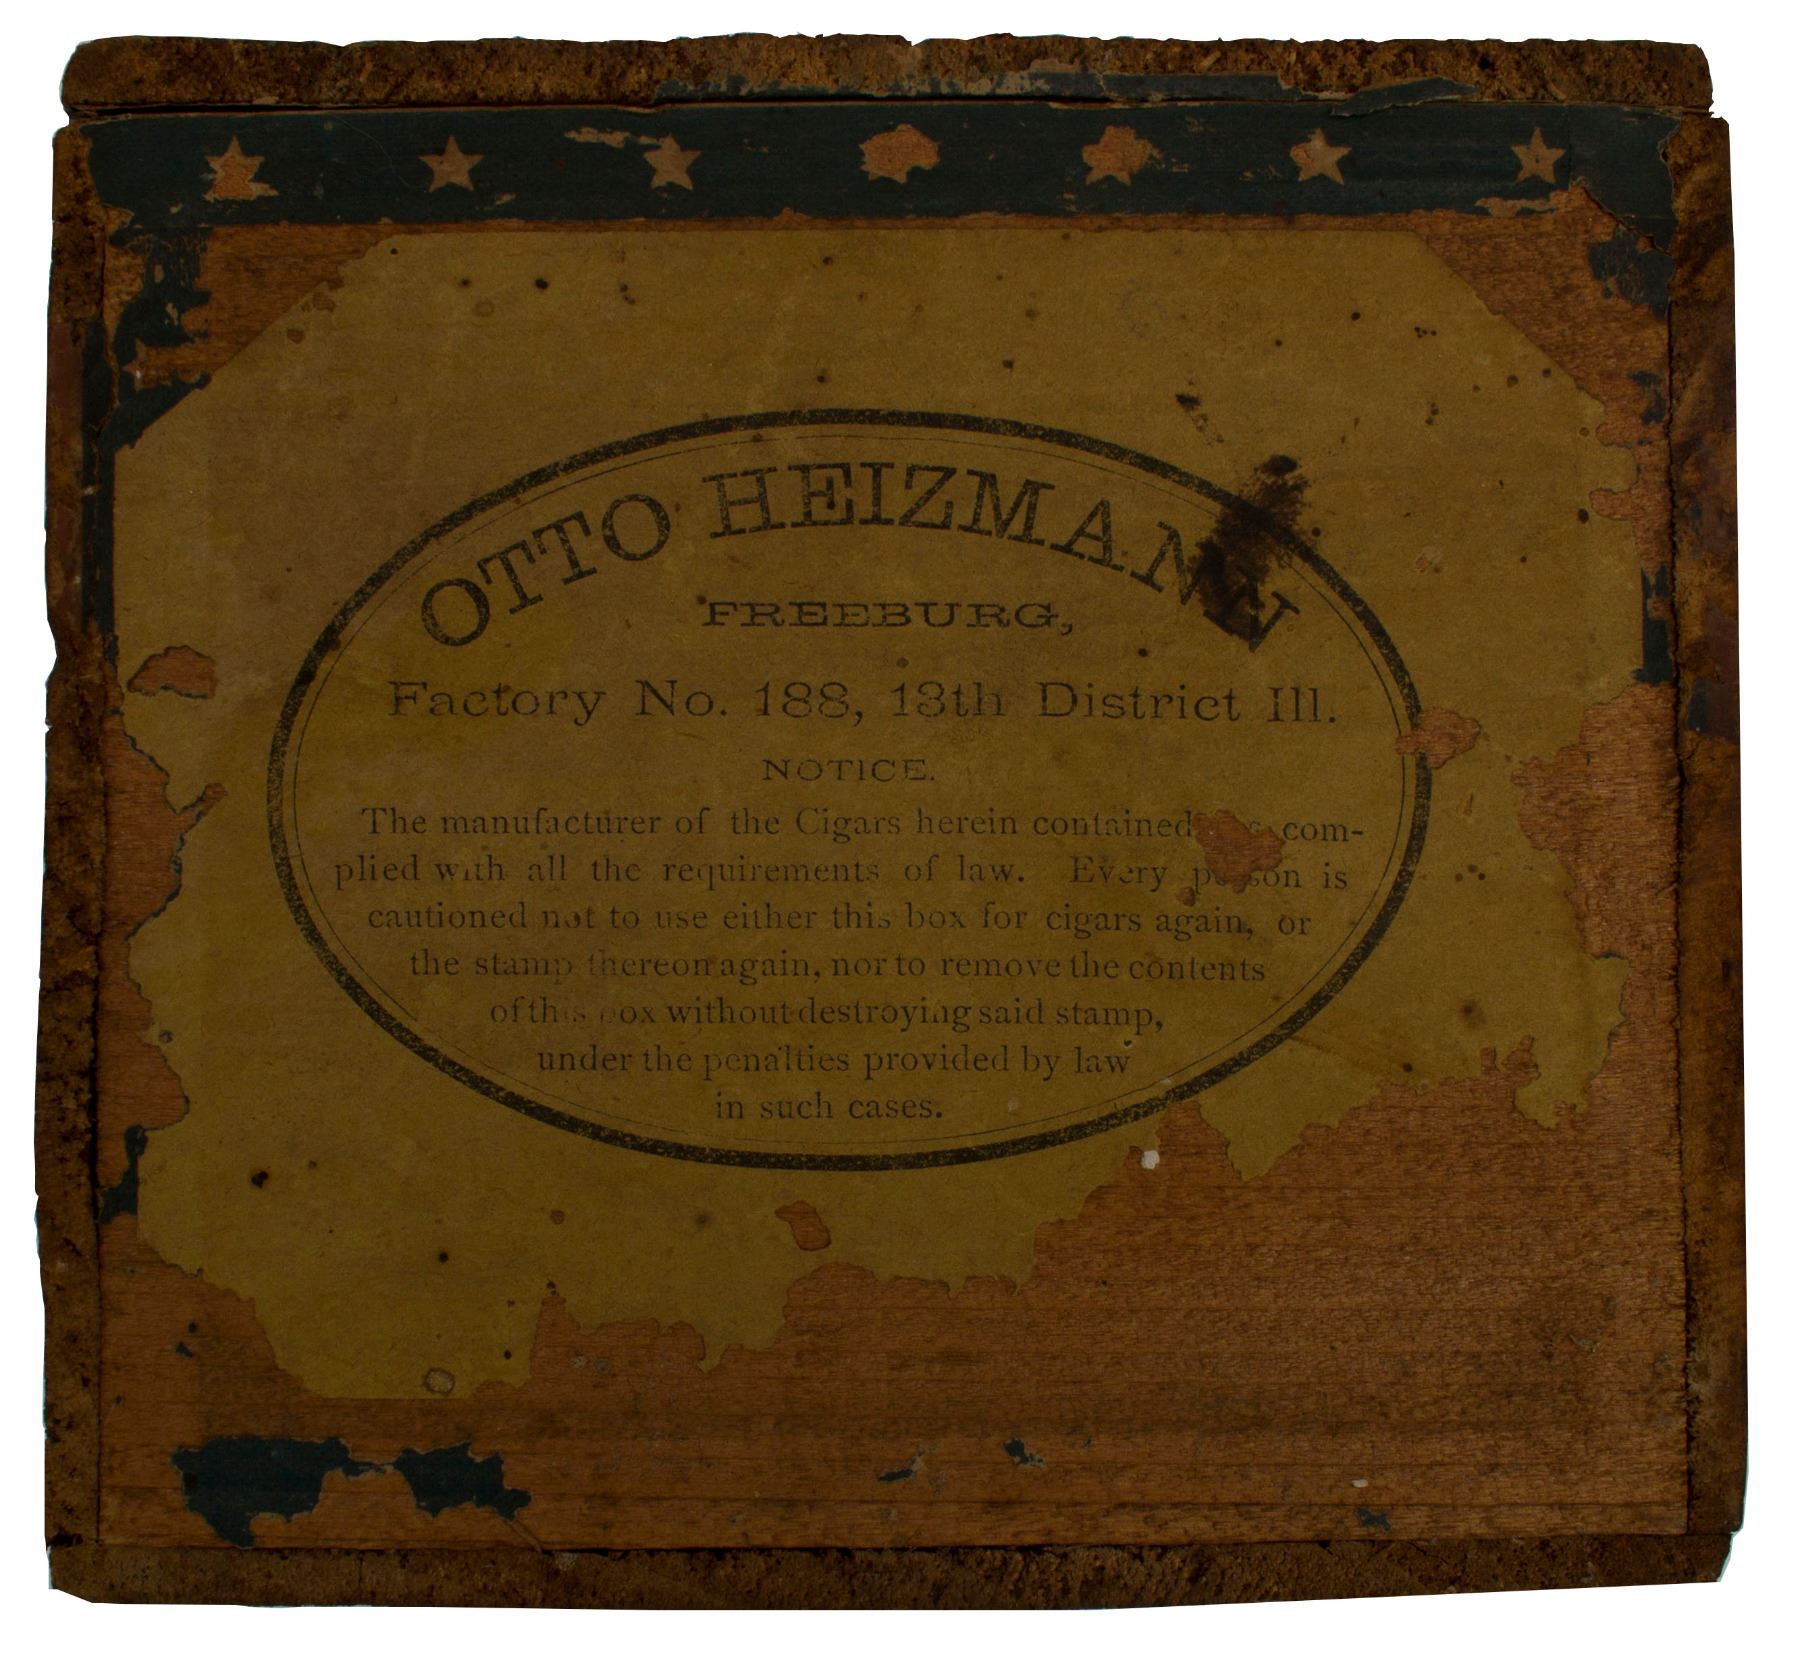 OTTO HEIZMANN
FREEBURG,
Factory No. 188, 13th District Ill.
NOTICE.
The manufacturer of the Cigars herein contained com-
plied with all the requirements of law. Every person is
cautioned not to use either this box for cigars again, or
the stamp thereon again, nor to remove the contents
of this box without destroying said stamp,
under the penalties provided by law
in such cases.